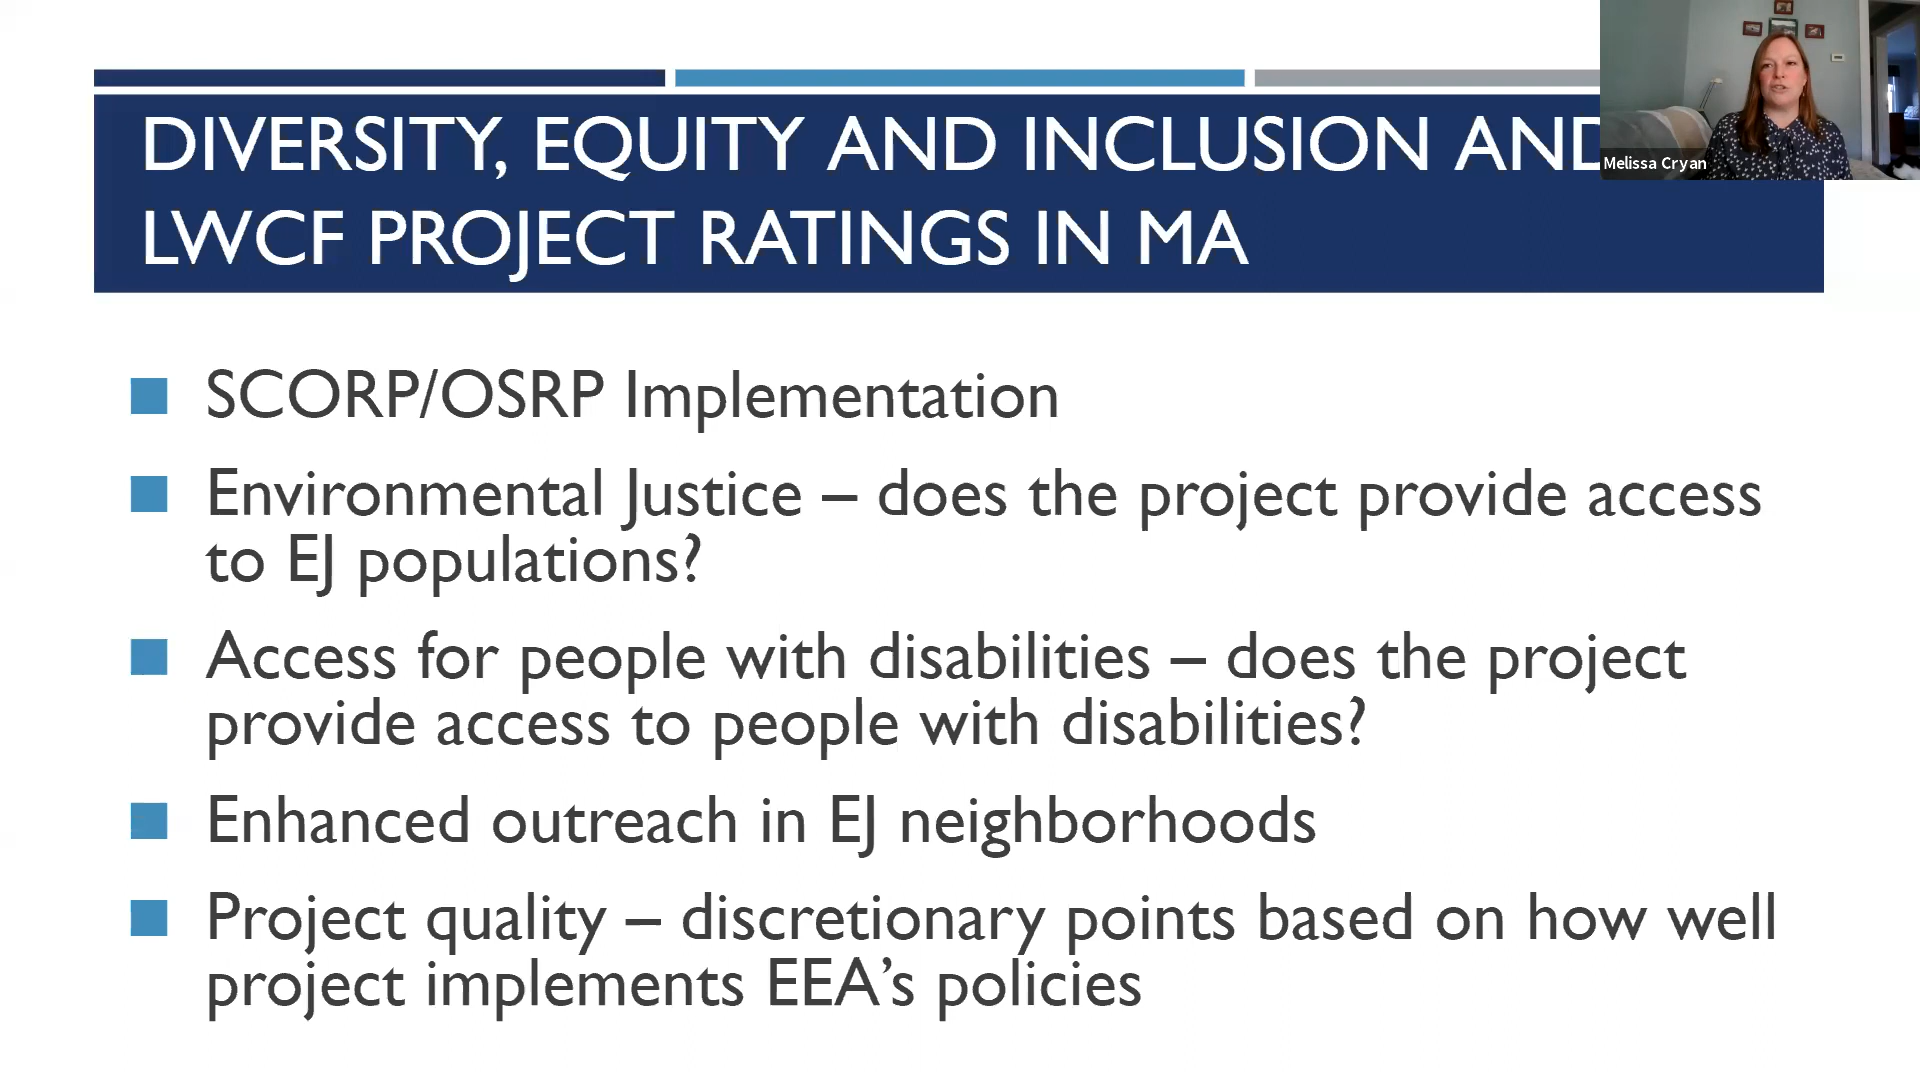 DIVERSITY, EQUITY AND INCLUSION AND
LWCF PROJECT RATINGS IN MA
Melissa Cryan
SCORP/OSRP Implementation
Environmental Justice – does the project provide access
to EJ populations?
Access for people with disabilities – does the project
provide access to people with disabilities?
Enhanced outreach in EJ neighborhoods
Project quality – discretionary points based on how well
project implements EEA’s policies